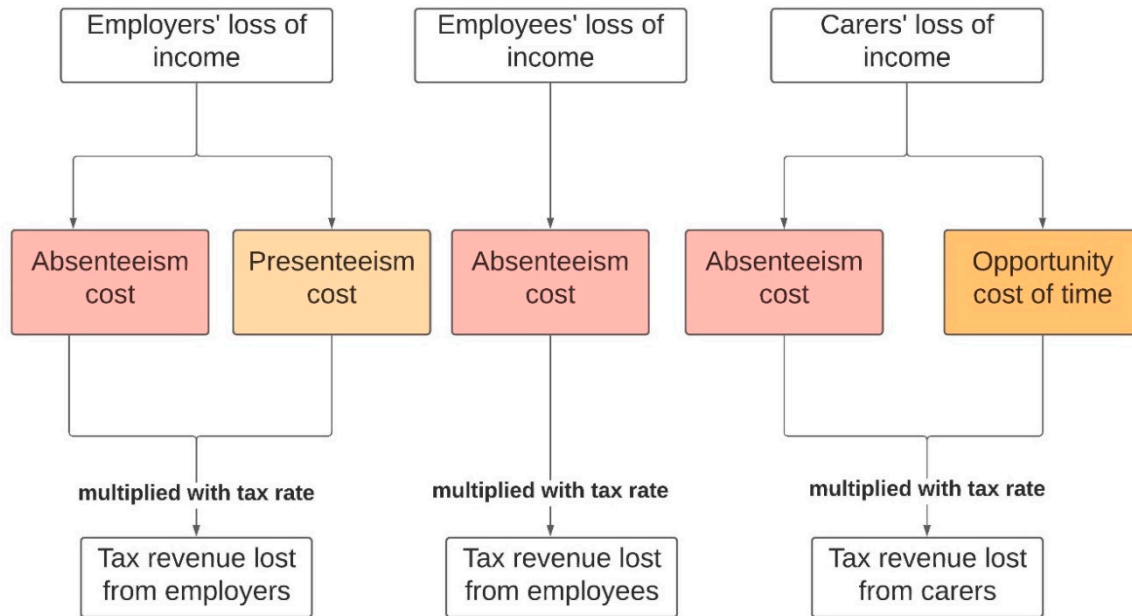 Employers' loss of
income
Employees' loss of
income
Carers' loss of
income
Absenteeism
cost
Presenteeism
cost
Absenteeism
cost
Absenteeism
cost
Opportunity
cost of time
multiplied with tax rate
multiplied with tax rate
multiplied with tax rate
Tax revenue lost
from employers
Tax revenue lost
from employees
Tax revenue lost
from carers